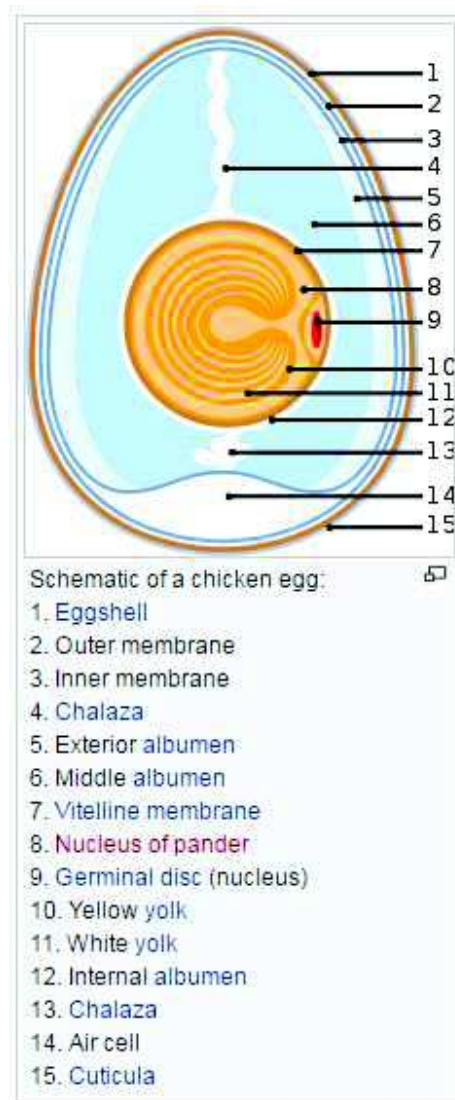 1
2
3
4
5
6
7
8
9
10
11
12
13
14
15
Schematic of a chicken egg:
1. Eggshell
2. Outer membrane
3. Inner membrane
4. Chalaza
5. Exterior albumen
6. Middle albumen
7. Vitelline membrane
8. Nucleus of pander
9. Germinal disc (nucleus)
10. Yellow yolk
11. White yolk
12. Internal albumen
13. Chalaza
14. Air cell
15. Cuticula